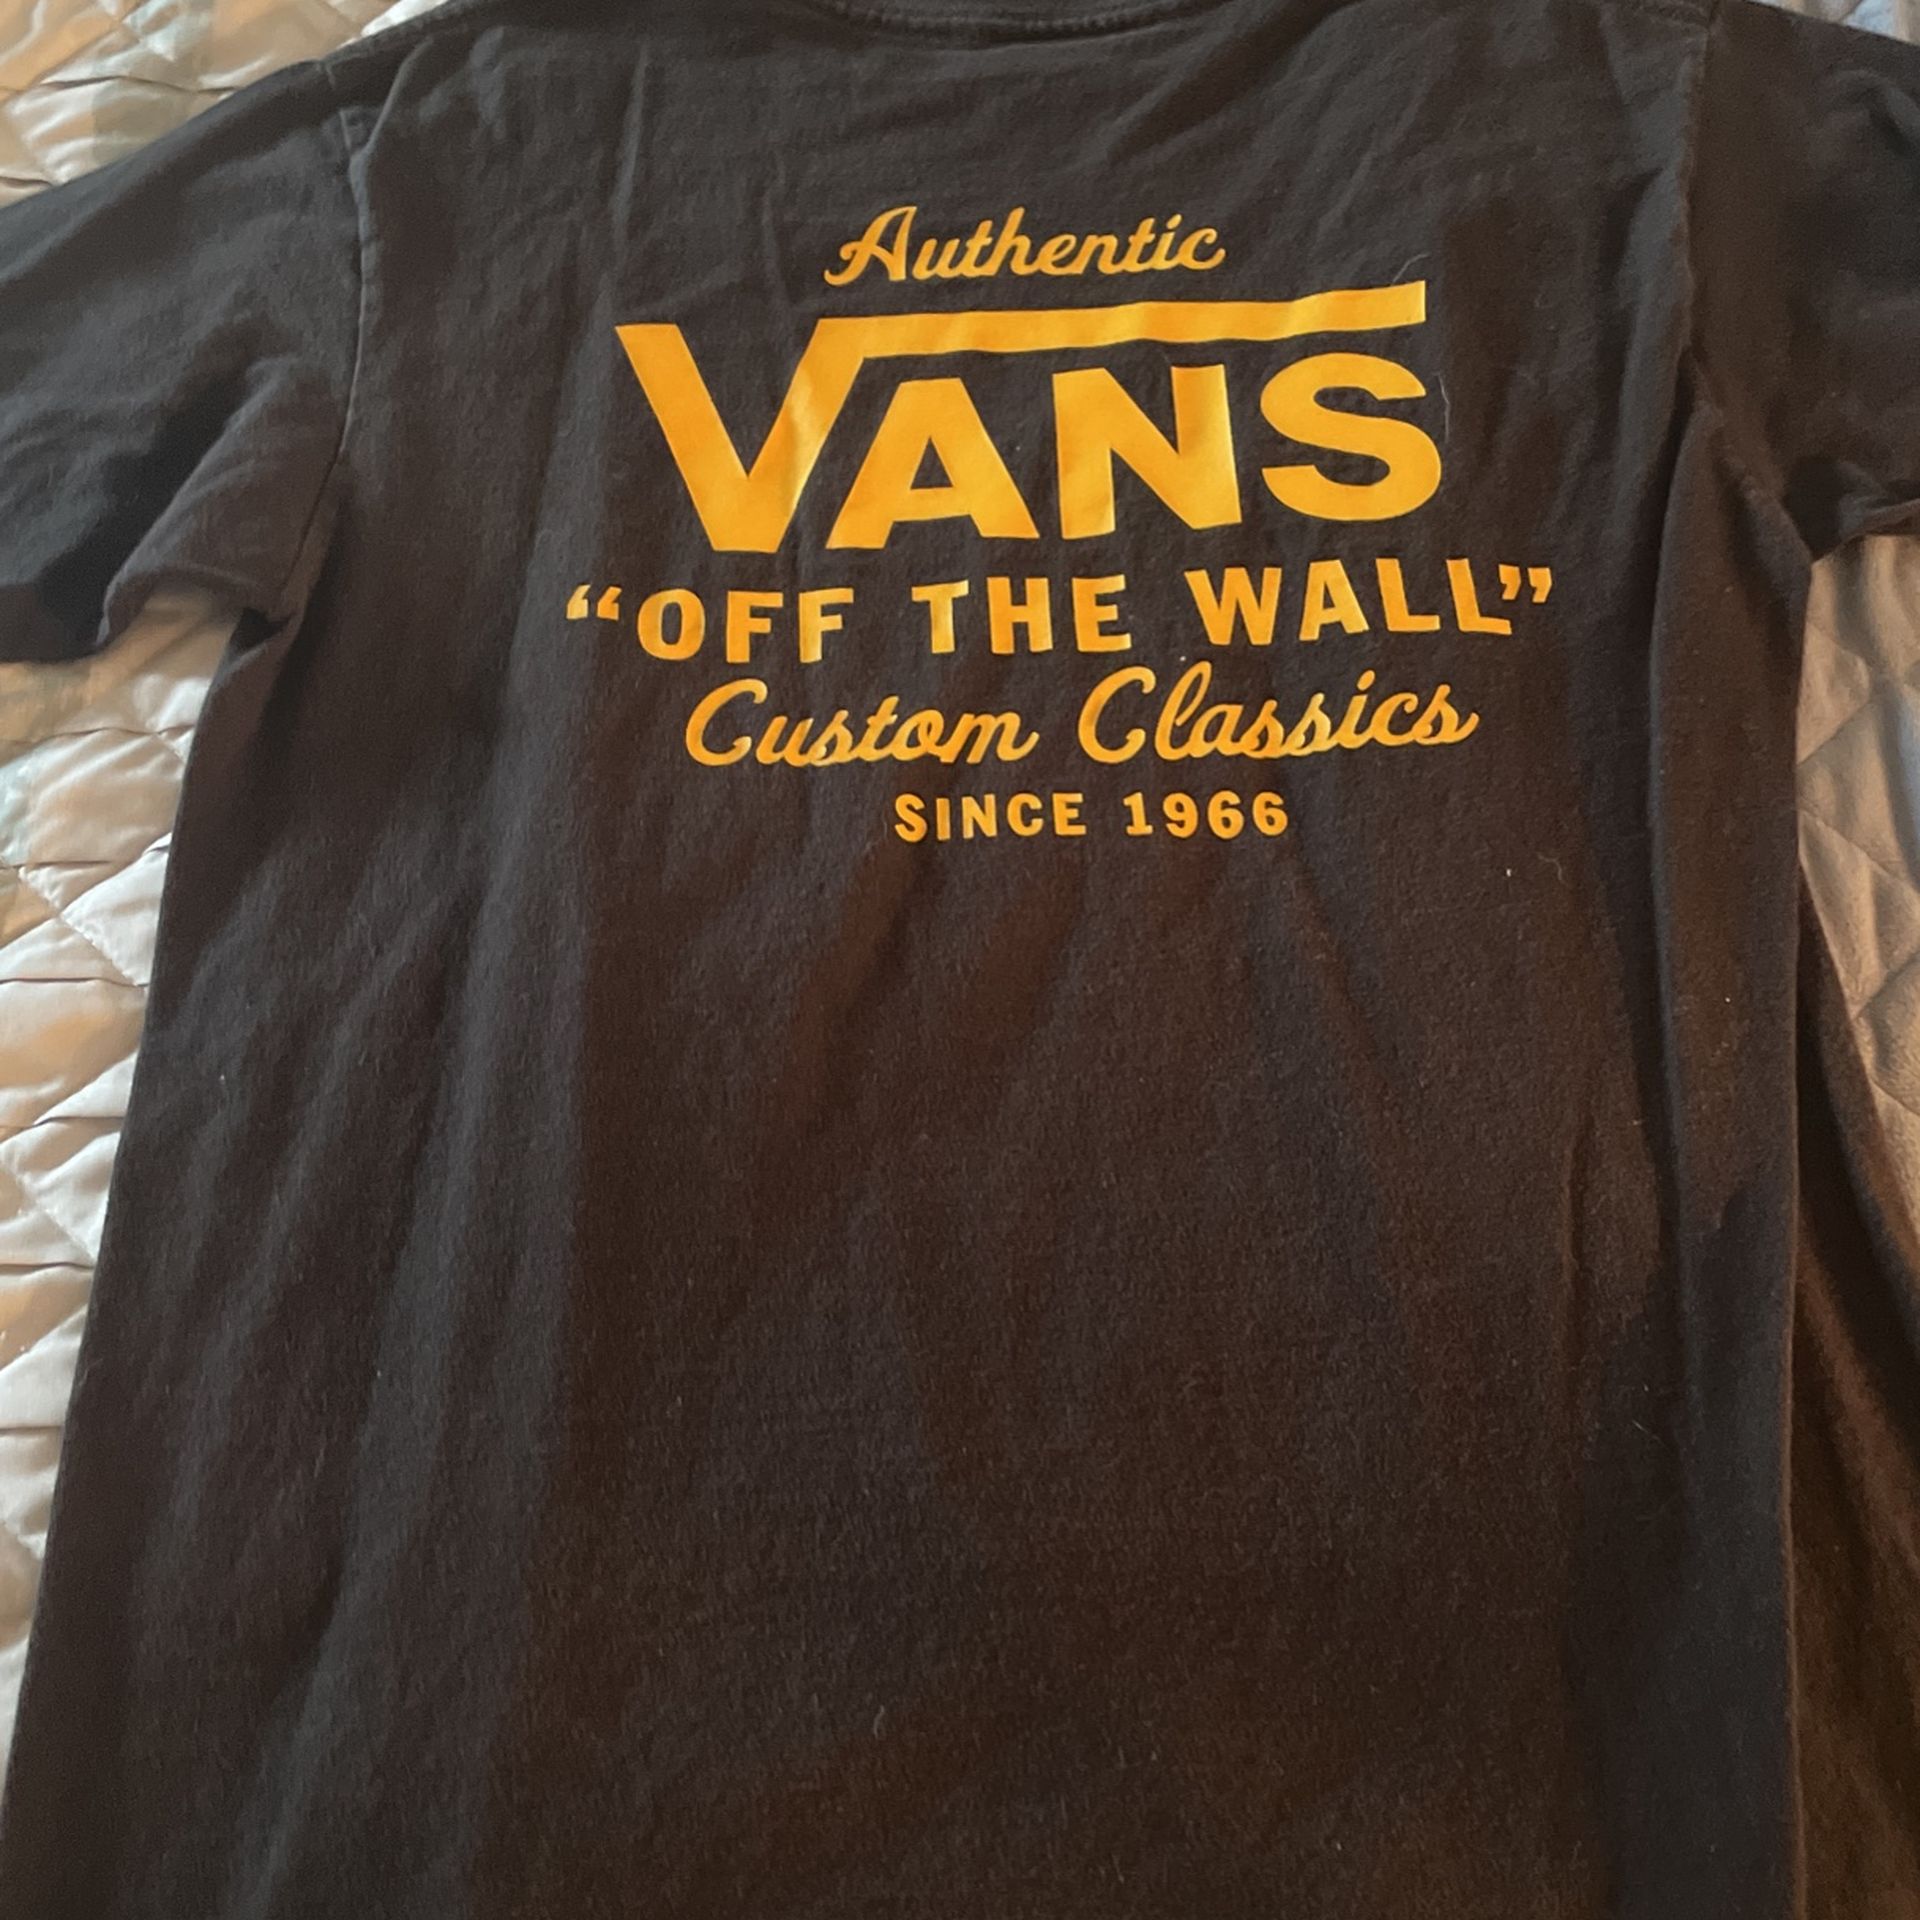 Authentic
VANS
“OFF THE WALL”
Custom Classics
SINCE 1966